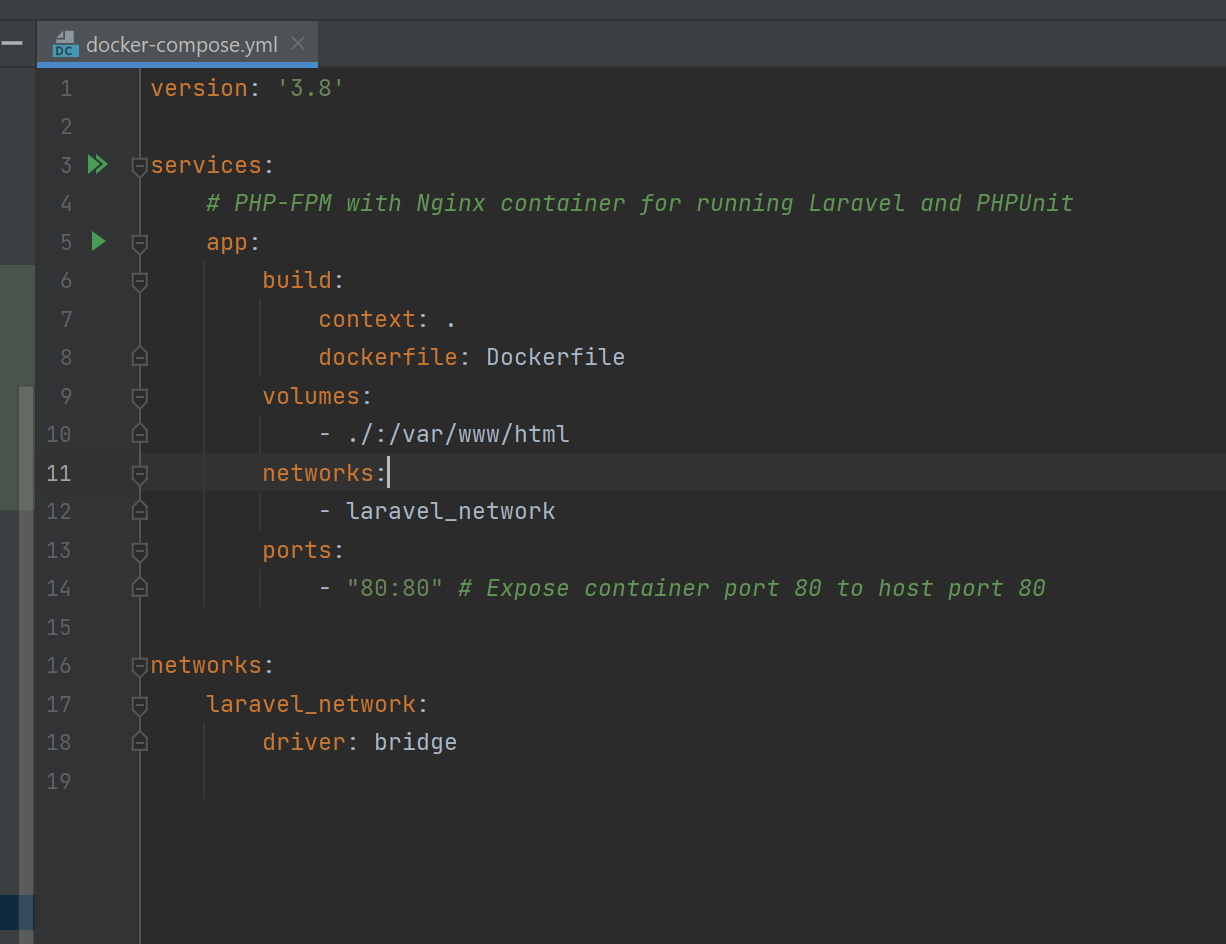 DC docker-compose.yml
1 version: '3.8'
2
3 services:
4     # PHP-FPM with Nginx container for running Laravel and PHPUnit
5     app:
6         build:
7             context: .
8             dockerfile: Dockerfile
9         volumes:
10             - ./:/var/www/html
11         networks:
12             - laravel_network
13         ports:
14             - "80:80" # Expose container port 80 to host port 80
15
16 networks:
17     laravel_network:
18         driver: bridge
19